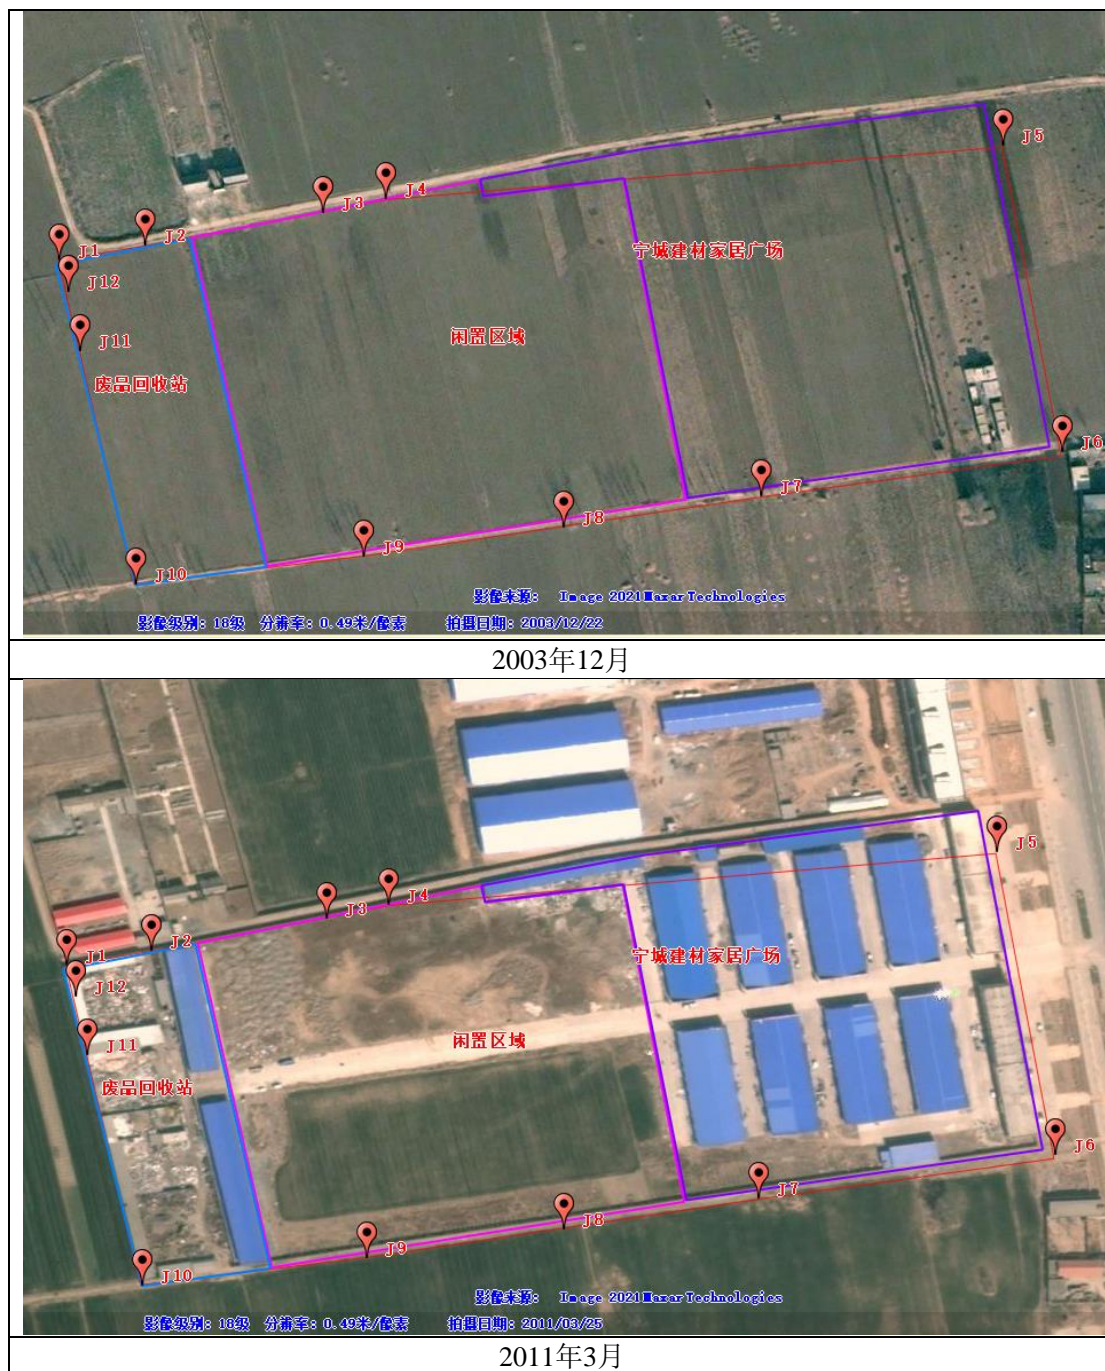 J5
J4
J3
J2
J1
宁城建材家居广场
J12
闲置区域
J11
废品回收站
J6
J7
J8
J9
J10
影像来源： Image 2021MaxarTechnologies
影像级别：18级 分辨率：0.49米/像素 拍摄日期：2003/12/22
2003年12月
J5
J4
J3
J2
J1
宁城建材家居广场
J12
闲置区域
J11
废品回收站
J6
J7
J8
J9
J10
影像来源： Image 2021MaxarTechnologies
影像级别：18级 分辨率：0.49米/像素 拍摄日期：2011/03/25
2011年3月